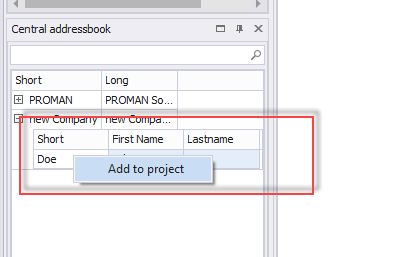 Central addressbook
Short Long
PROMAN PROMAN So...
new Company new Compa...
Short First Name Lastname
Doe
Add to project